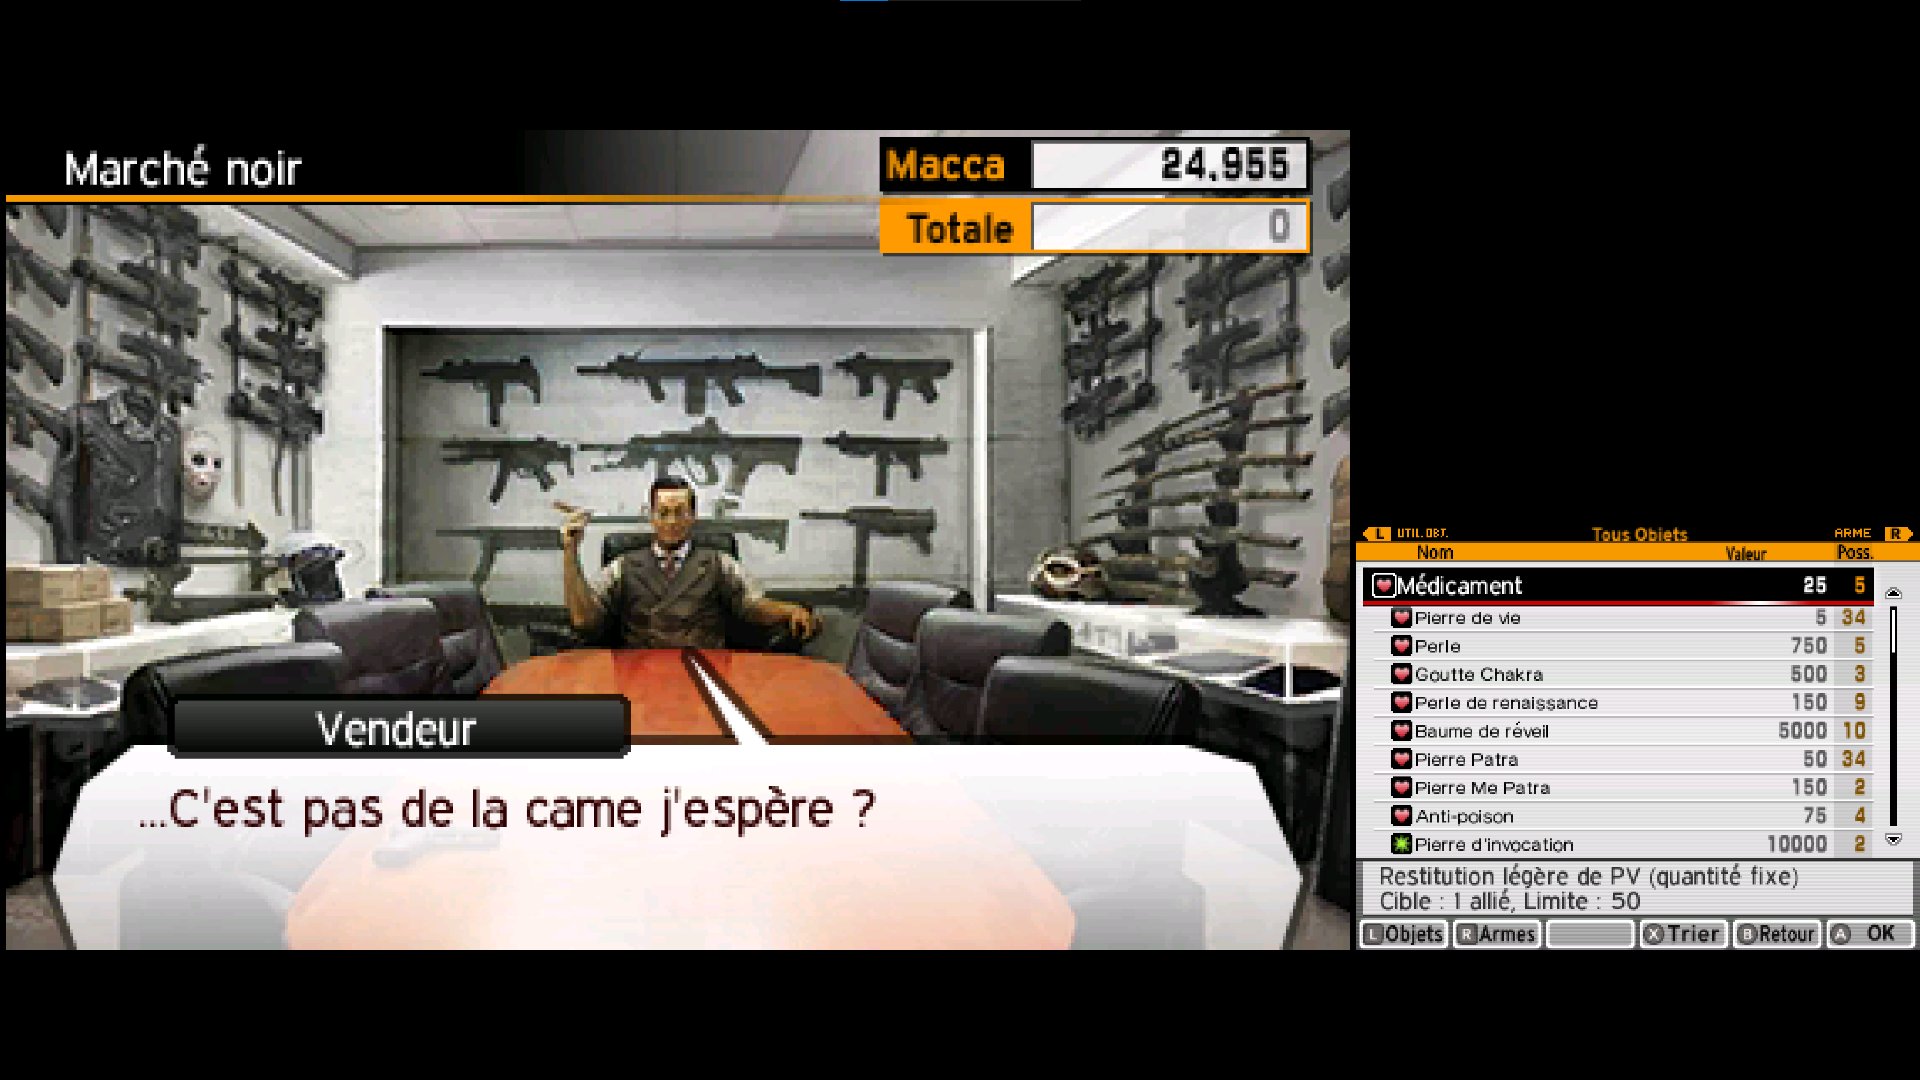 Marché noir
Macca 24.955
Totale 0
Vendeur
...C'est pas de la came j'espère ?
L UTIL.OBT. Tous Objets ARME R
Nom Valeur Poss.
Médicament 25 5
Pierre de vie 5 34
Perle 750 5
Goutte Chakra 500 3
Perle de renaissance 150 9
Baume de réveil 5000 10
Pierre Patra 50 34
Pierre Me Patra 150 2
Anti-poison 75 4
Pierre d'invocation 10000 2
Restitution légère de PV (quantité fixe)
Cible : 1 allié, Limite : 50
L Objets R Armes X Trier B Retour A OK